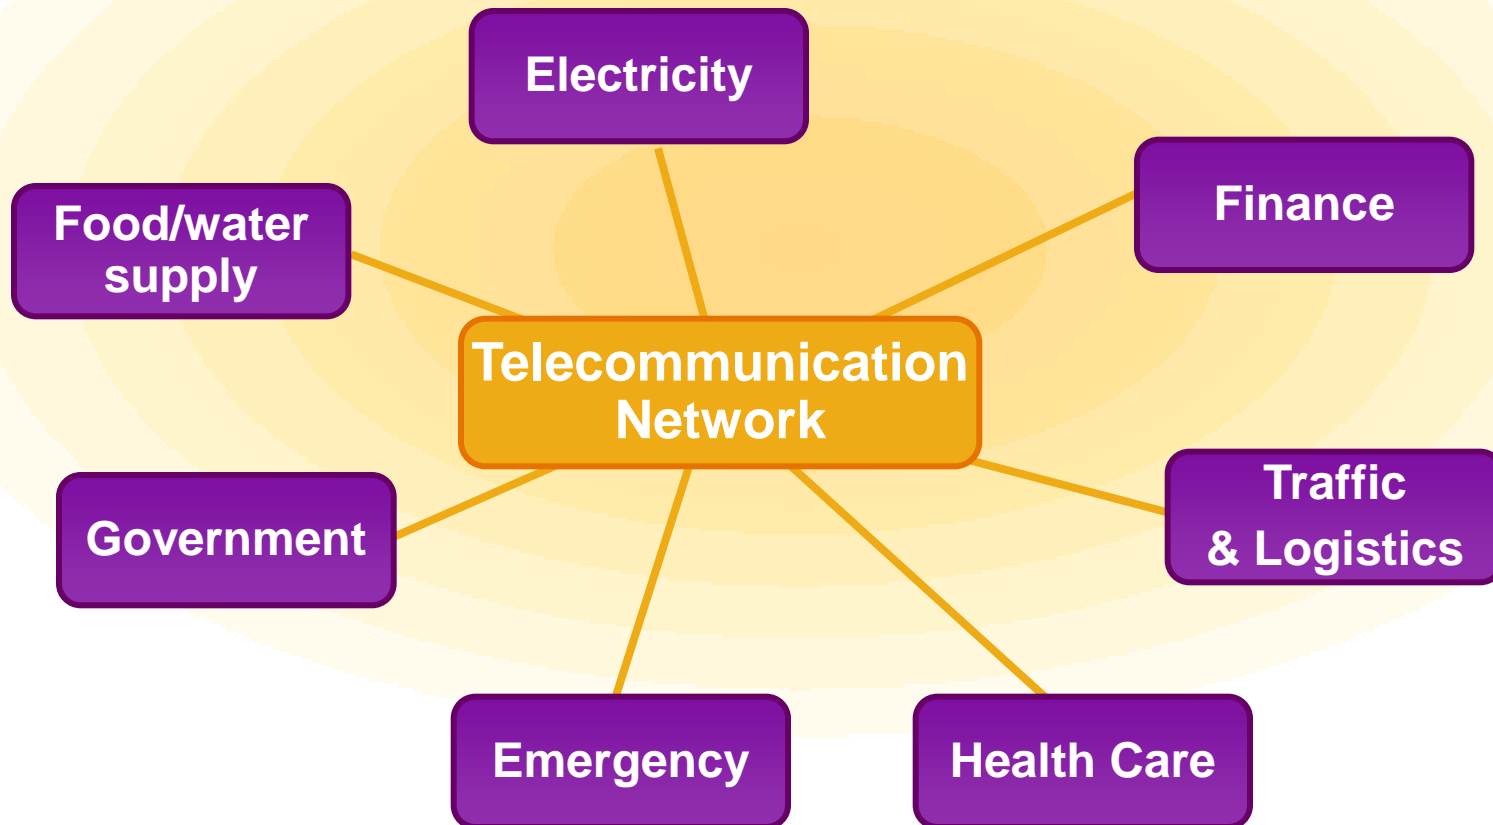 Electricity
Finance
Food/water
supply
Telecommunication
Network
Traffic
& Logistics
Government
Emergency
Health Care